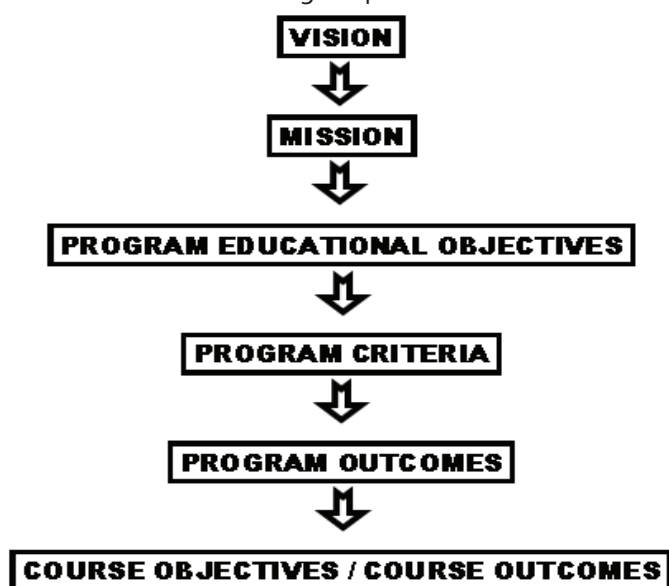 VISION
MISSION
PROGRAM EDUCATIONAL OBJECTIVES
PROGRAM CRITERIA
PROGRAM OUTCOMES
COURSE OBJECTIVES / COURSE OUTCOMES